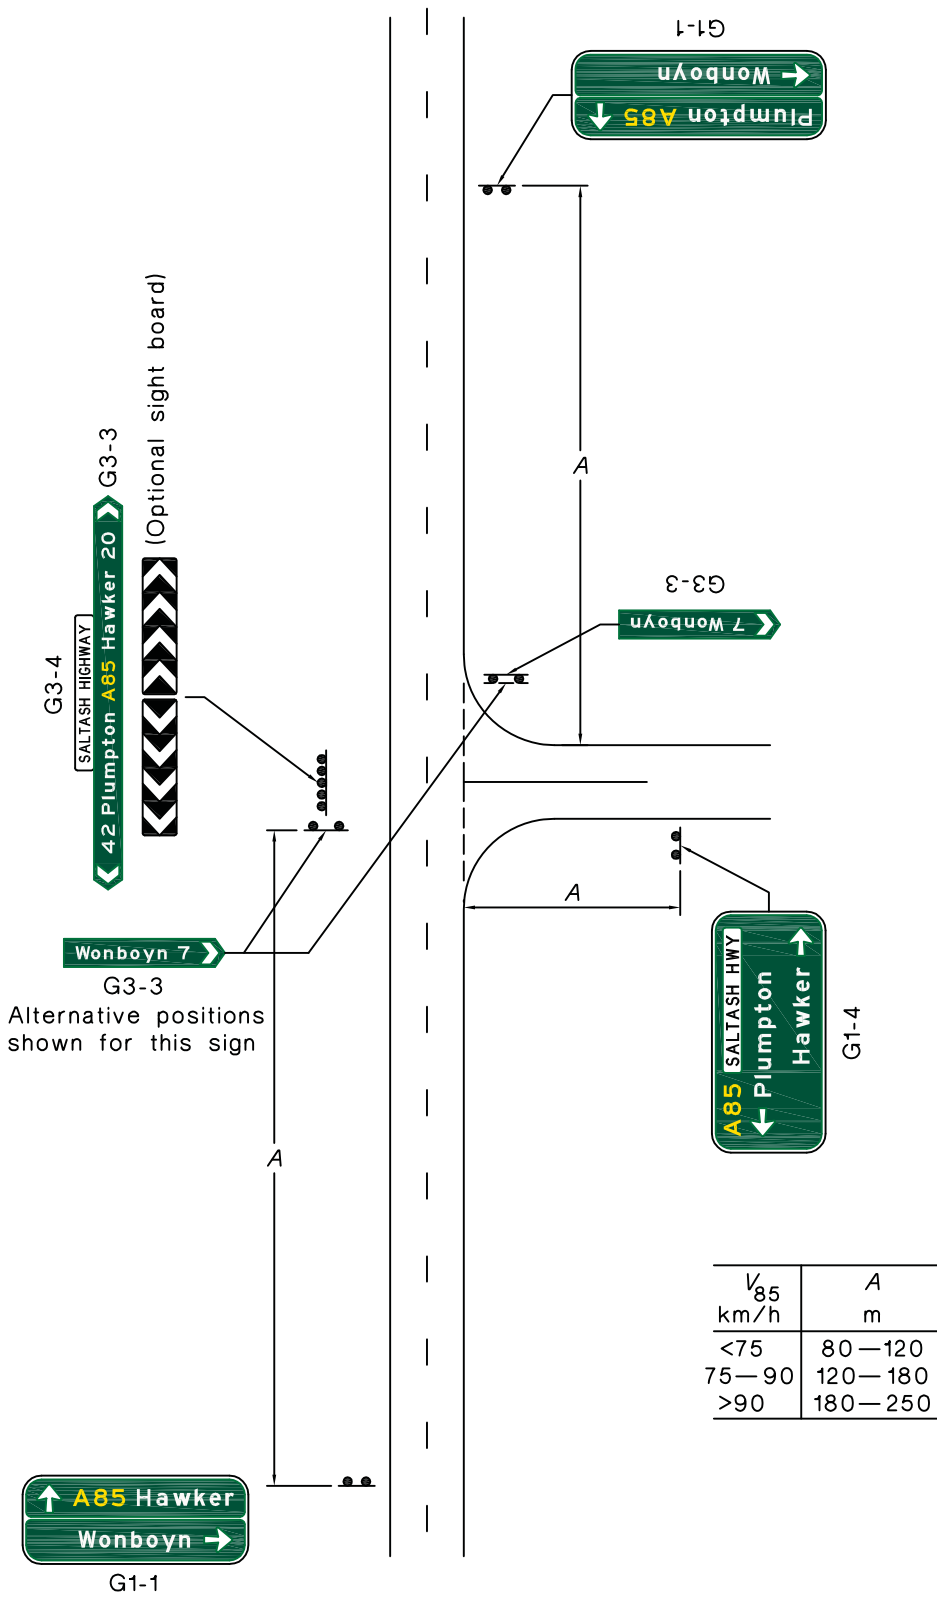 G1-1
Wonboyn
Plumpton A85
A
(Optional sight board)
G3-3
42 Plumpton A85 Hawker 20
SALTASH HIGHWAY
G3-4
G3-3
7 Wonboyn
A
Wonboyn 7
G3-3
Alternative positions
shown for this sign
A85 SALTASH HWY
Plumpton
Hawker
G1-4
A
V85 A
km/h m
<75 80—120
75—90 120—180
>90 180—250
A85 Hawker
Wonboyn
G1-1